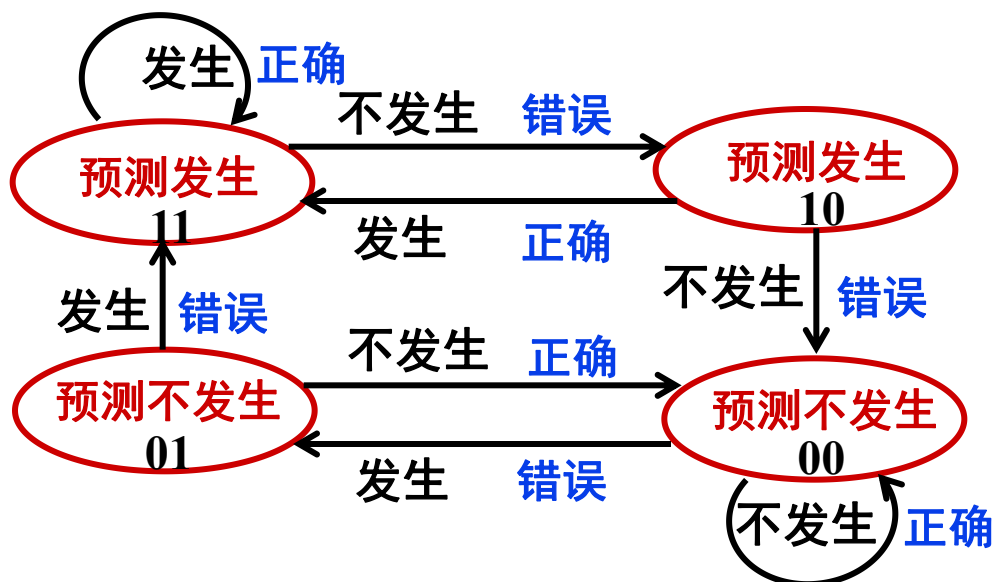 发生 正确
不发生 错误
预测发生
11
预测发生
10
发生 正确
不发生 错误
发生 错误
不发生 正确
预测不发生
01
预测不发生
00
发生 错误
不发生 正确